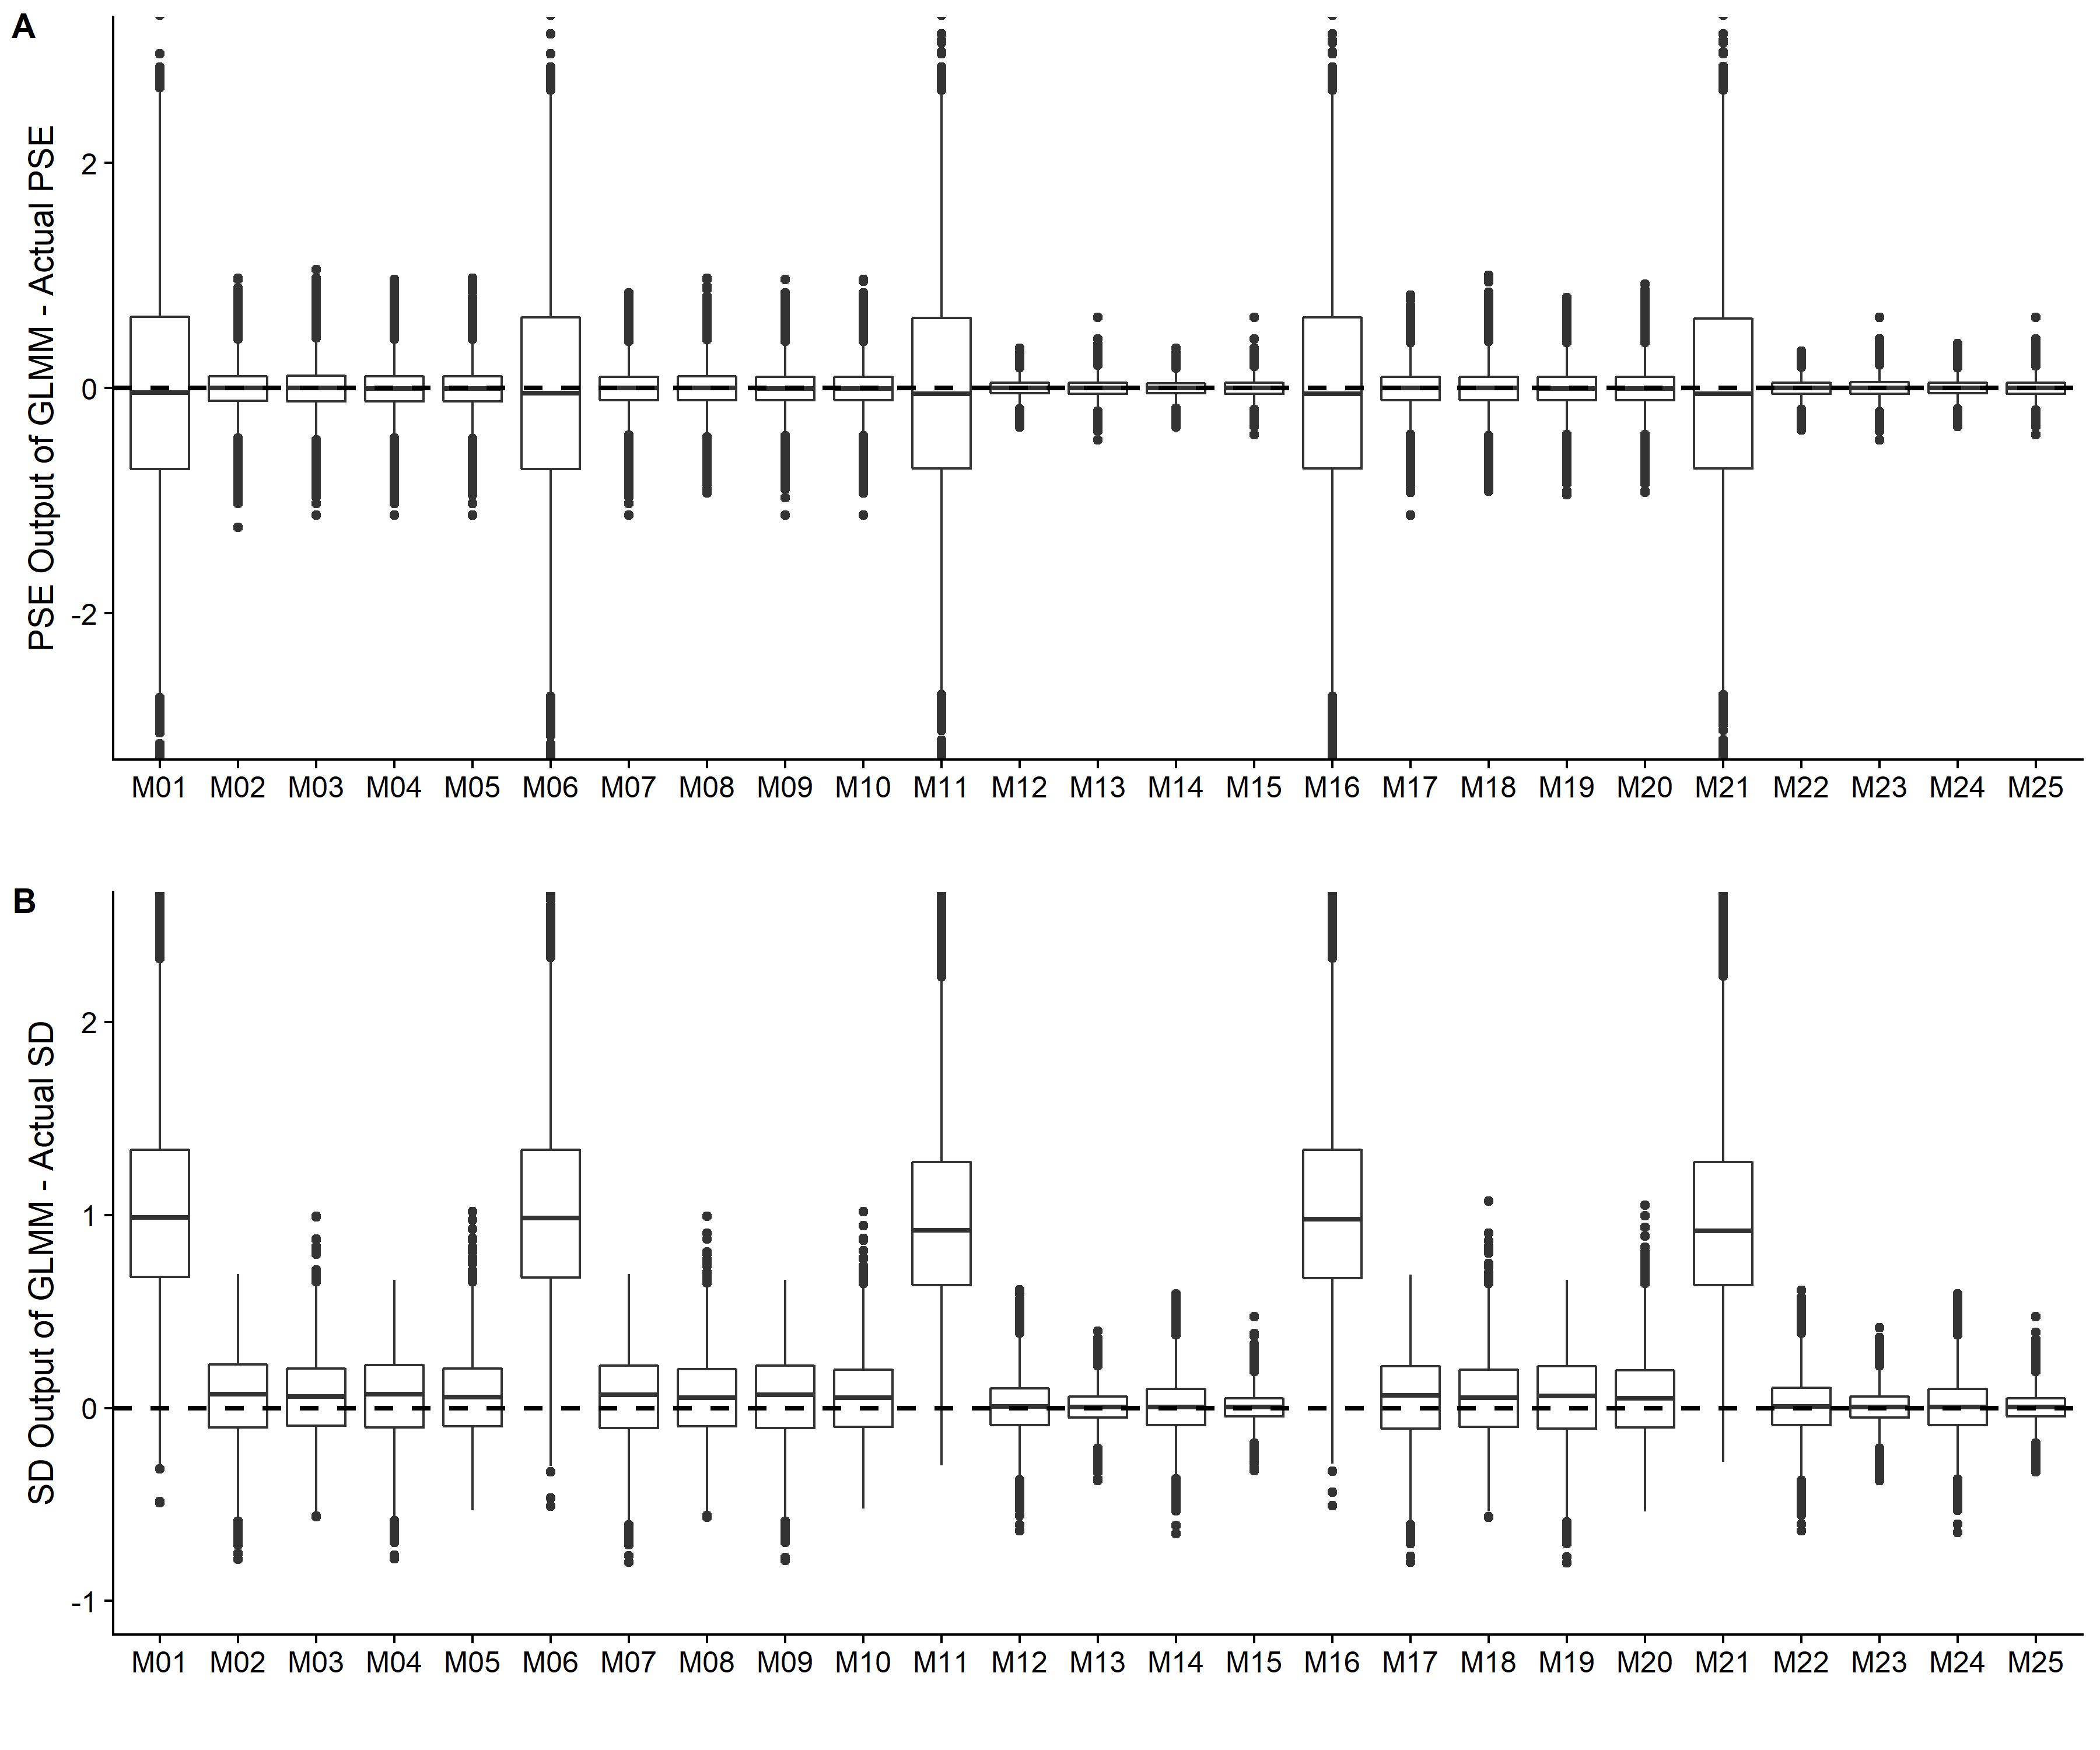 A
PSE Output of GLMM - Actual PSE
2
0
-2
M01 M02 M03 M04 M05 M06 M07 M08 M09 M10 M11 M12 M13 M14 M15 M16 M17 M18 M19 M20 M21 M22 M23 M24 M25
B
SD Output of GLMM - Actual SD
2
1
0
-1
M01 M02 M03 M04 M05 M06 M07 M08 M09 M10 M11 M12 M13 M14 M15 M16 M17 M18 M19 M20 M21 M22 M23 M24 M25